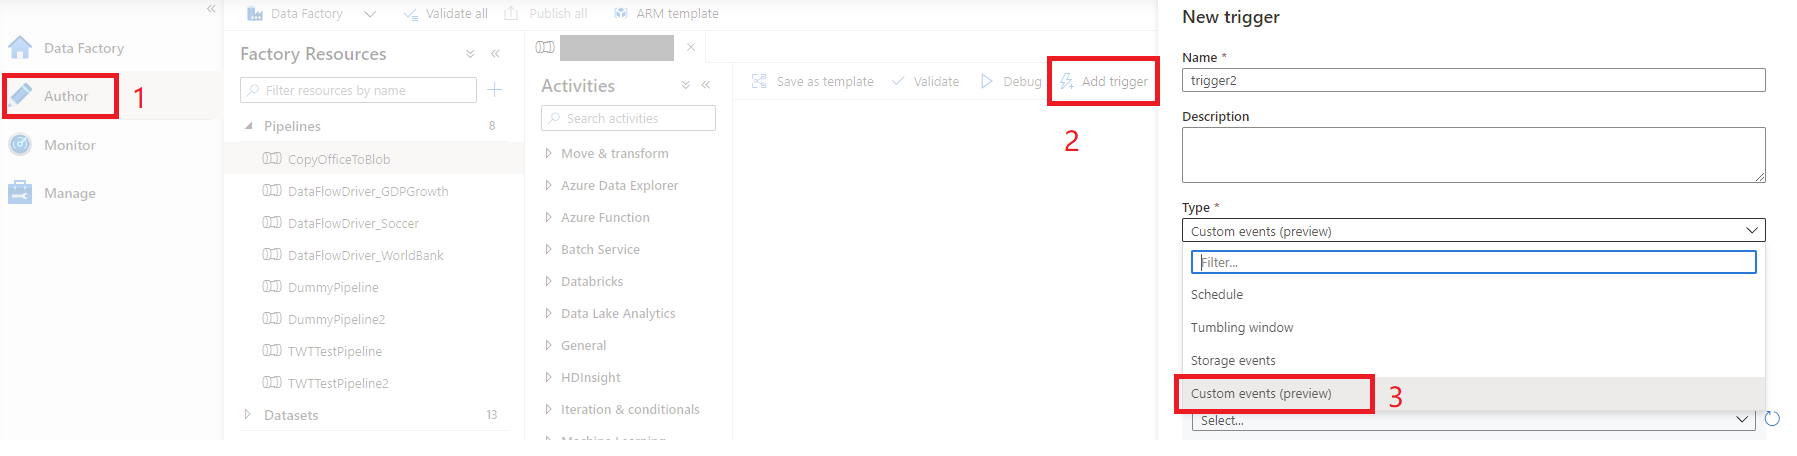 «
Data Factory
Author
1
Monitor
Manage
Data Factory
Validate all
Publish all
ARM template
Factory Resources
«
Filter resources by name
Pipelines 8
CopyOfficeToBlob
DataFlowDriver_GDPGrowth
DataFlowDriver_Soccer
DataFlowDriver_WorldBank
DummyPipeline
DummyPipeline2
TWTTestPipeline
TWTTestPipeline2
Datasets 13
Activities
«
Search activities
Move & transform
Azure Data Explorer
Azure Function
Batch Service
Databricks
Data Lake Analytics
General
HDInsight
Iteration & conditionals
Machine Learning
Save as template
Validate
Debug
Add trigger
2
New trigger
Name *
trigger2
Description
Type *
Custom events (preview)
Filter...
Schedule
Tumbling window
Storage events
Custom events (preview)
3
Select...